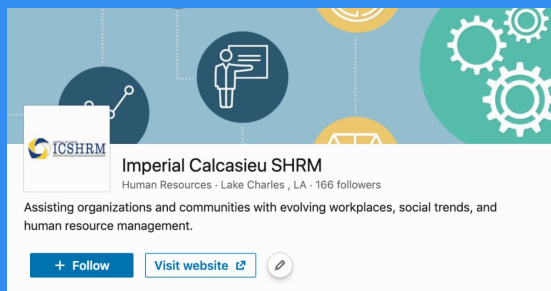 ICSHRM
Imperial Calcasieu SHRM
Human Resources · Lake Charles , LA · 166 followers
Assisting organizations and communities with evolving workplaces, social trends, and
human resource management.
+ Follow
Visit website